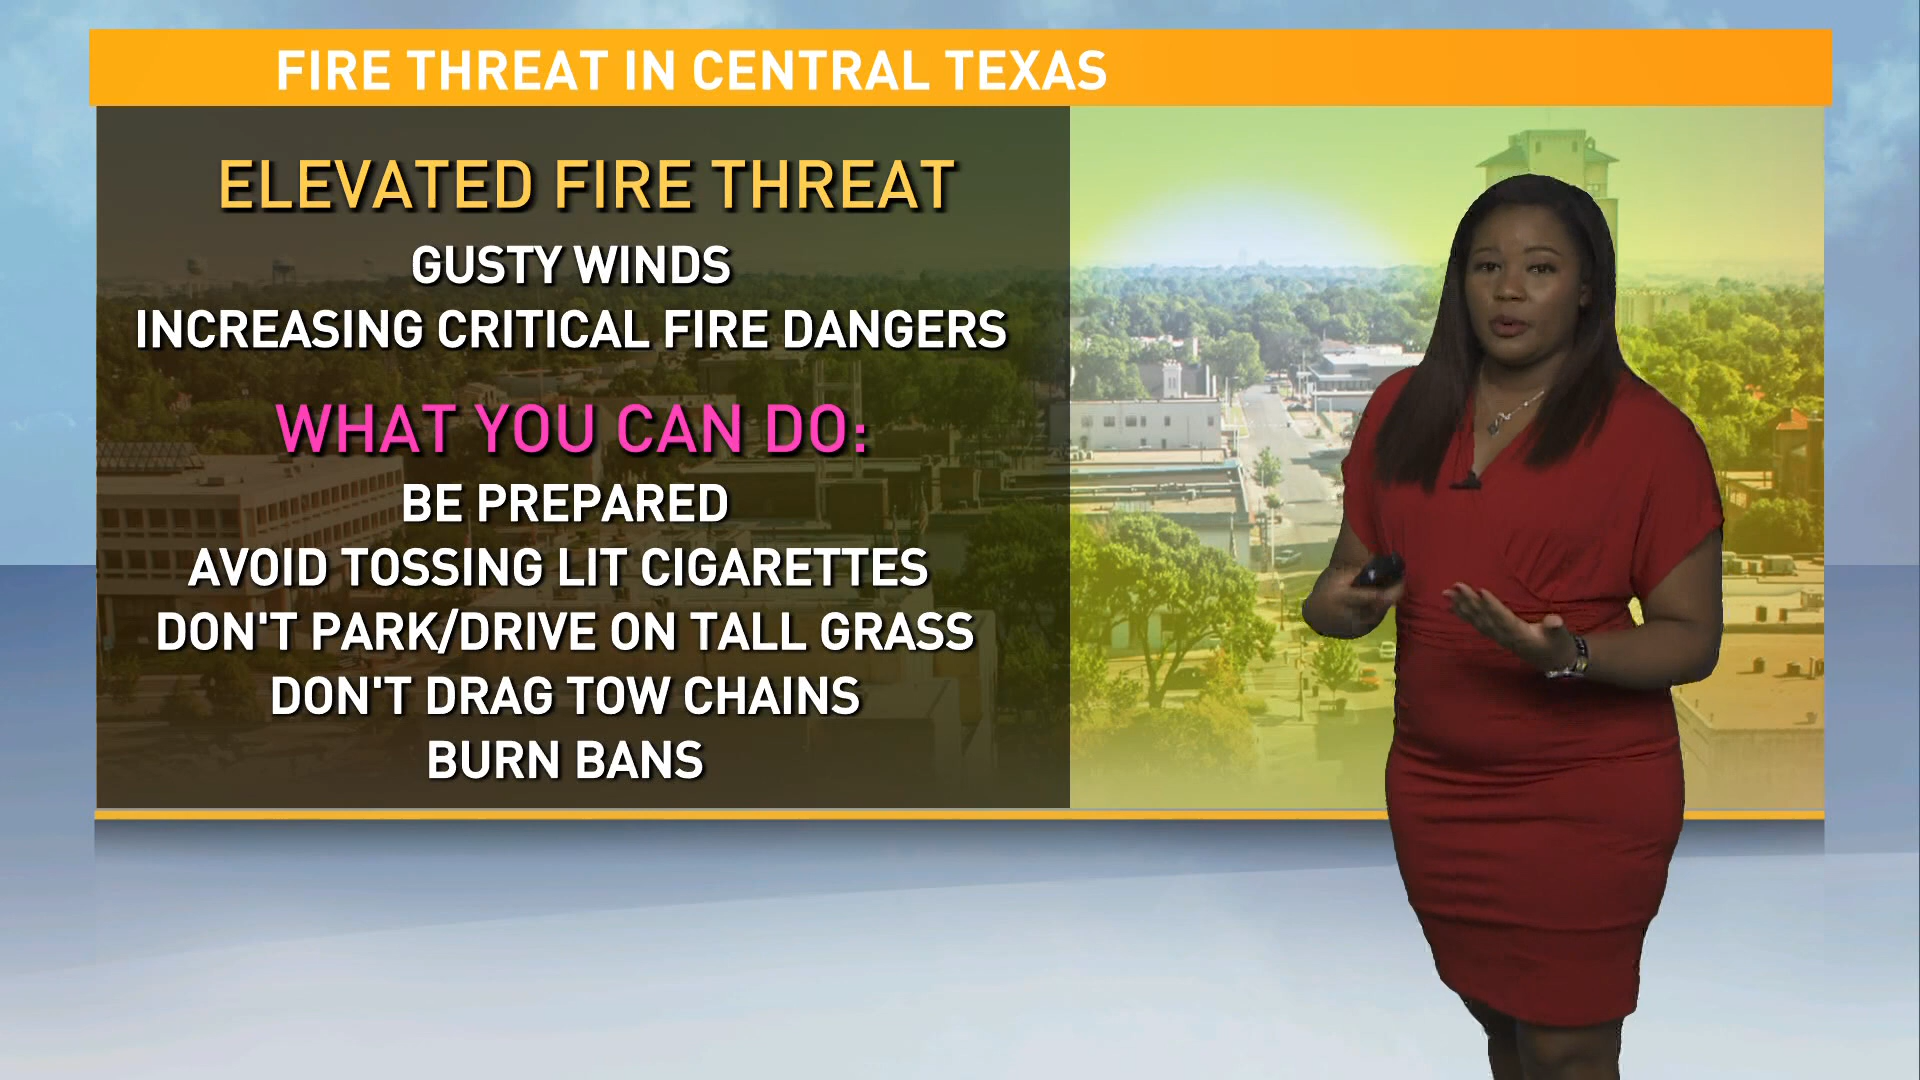 FIRE THREAT IN CENTRAL TEXAS
ELEVATED FIRE THREAT
GUSTY WINDS
INCREASING CRITICAL FIRE DANGERS
WHAT YOU CAN DO:
BE PREPARED
AVOID TOSSING LIT CIGARETTES
DON'T PARK/DRIVE ON TALL GRASS
DON'T DRAG TOW CHAINS
BURN BANS